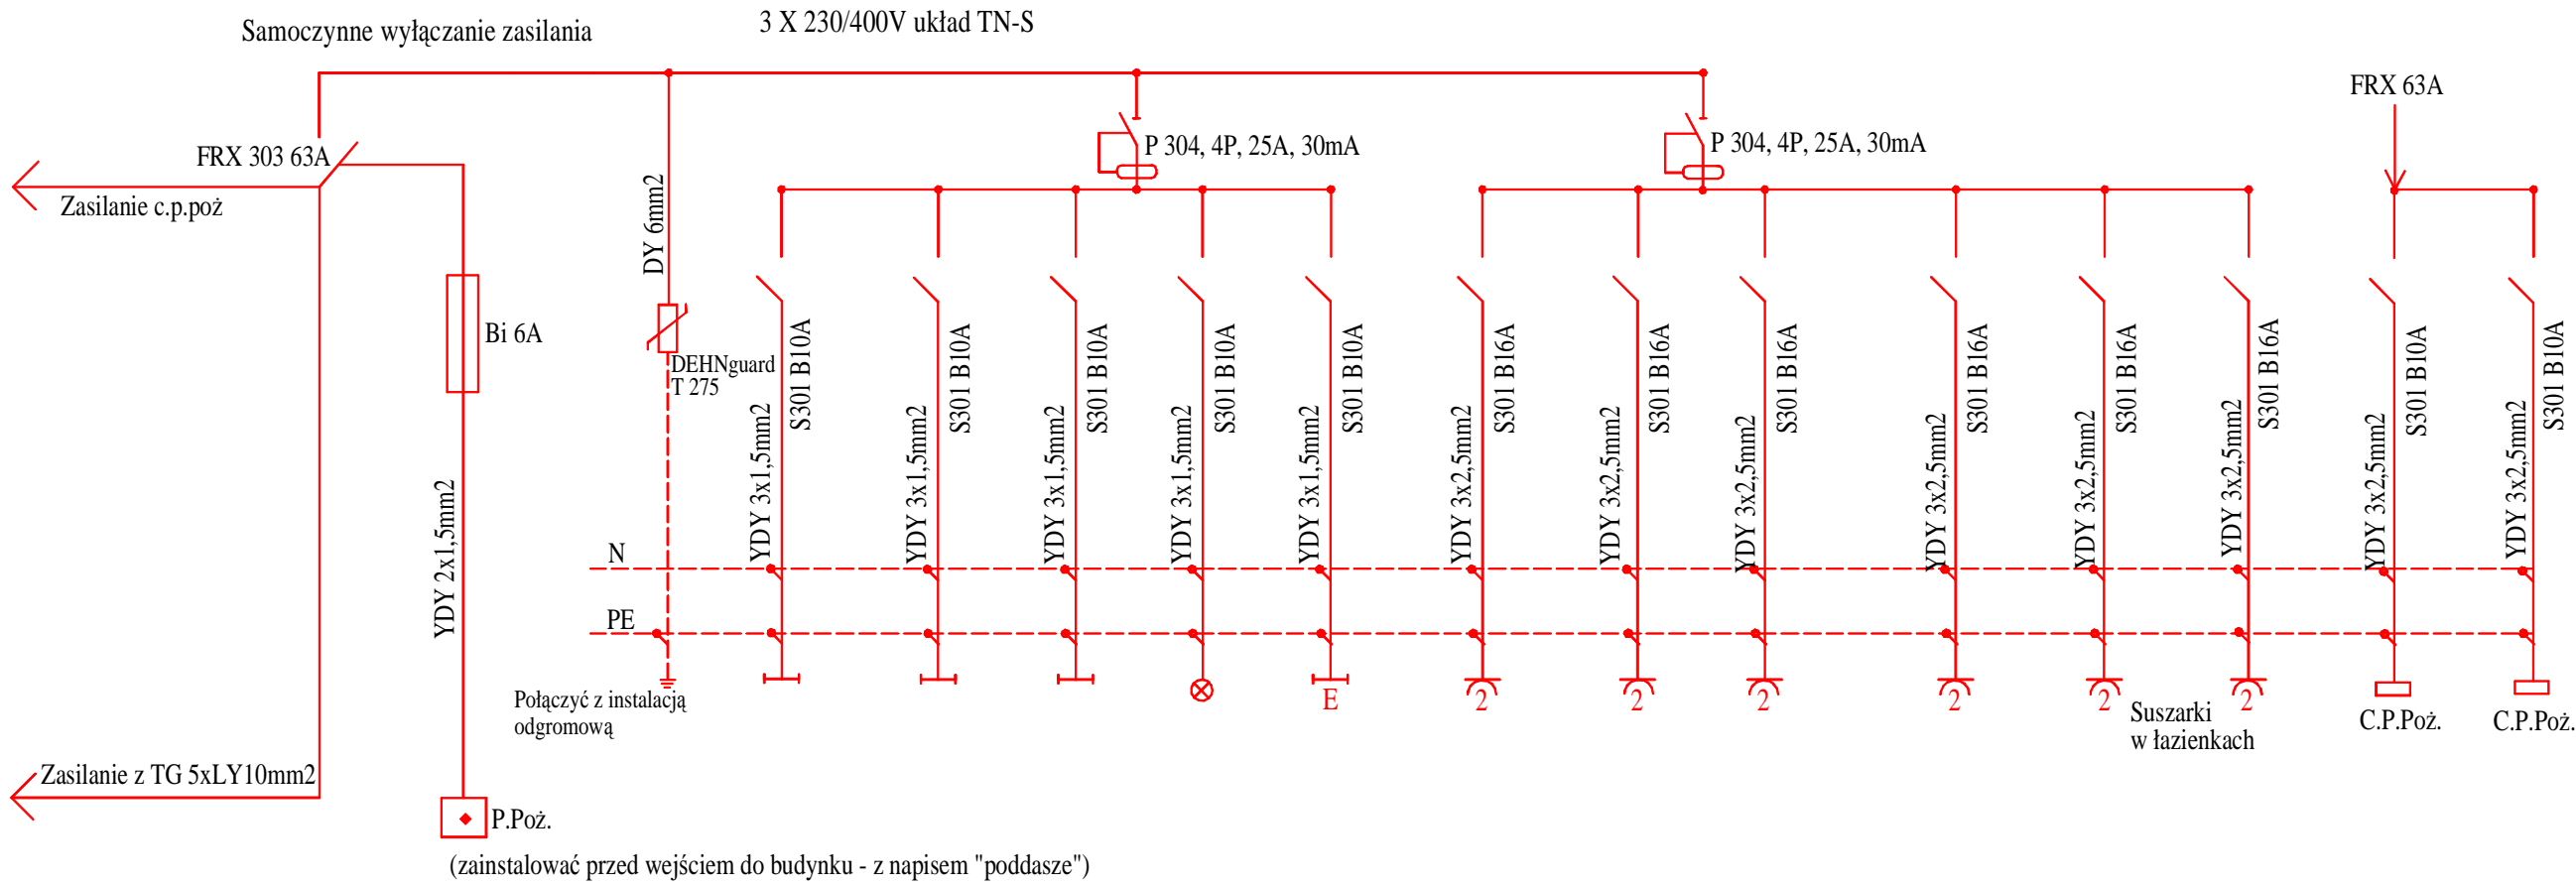 Samoczynne wyłączanie zasilania
3 X 230/400V układ TN-S
FRX 63A
P 304, 4P, 25A, 30mA
P 304, 4P, 25A, 30mA
FRX 303 63A
Zasilanie c.p.poż
DY 6mm2
Bi 6A
DEHNguard
T 275
YDY 2x1,5mm2
S301 B10A
YDY 3x1,5mm2
S301 B10A
YDY 3x1,5mm2
S301 B10A
YDY 3x1,5mm2
S301 B10A
YDY 3x1,5mm2
S301 B10A
YDY 3x1,5mm2
S301 B16A
YDY 3x2,5mm2
S301 B16A
YDY 3x2,5mm2
S301 B16A
YDY 3x2,5mm2
S301 B16A
YDY 3x2,5mm2
S301 B16A
YDY 3x2,5mm2
S301 B16A
YDY 3x2,5mm2
S301 B10A
YDY 3x2,5mm2
S301 B10A
YDY 3x2,5mm2
N
PE
Połączyć z instalacją
odgromową
E
2
2
2
2
2
2
Suszarki
w łazienkach
C.P.Poż.
C.P.Poż.
Zasilanie z TG 5xLY10mm2
P.Poż.
(zainstalować przed wejściem do budynku - z napisem "poddasze")